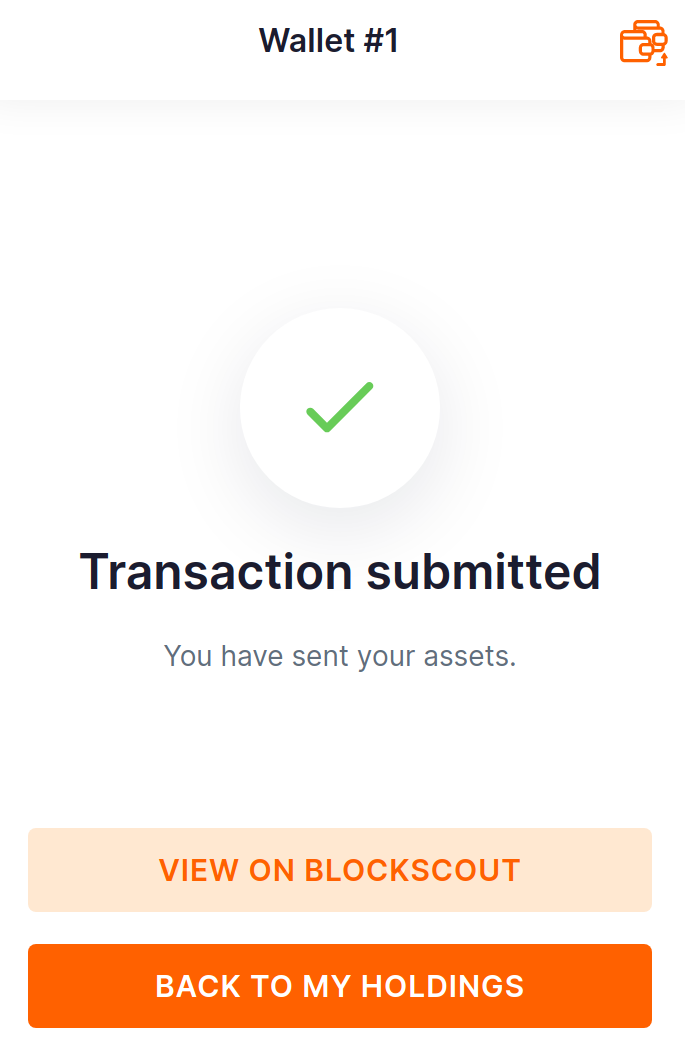 Wallet #1
Transaction submitted
You have sent your assets.
VIEW ON BLOCKSCOUT
BACK TO MY HOLDINGS